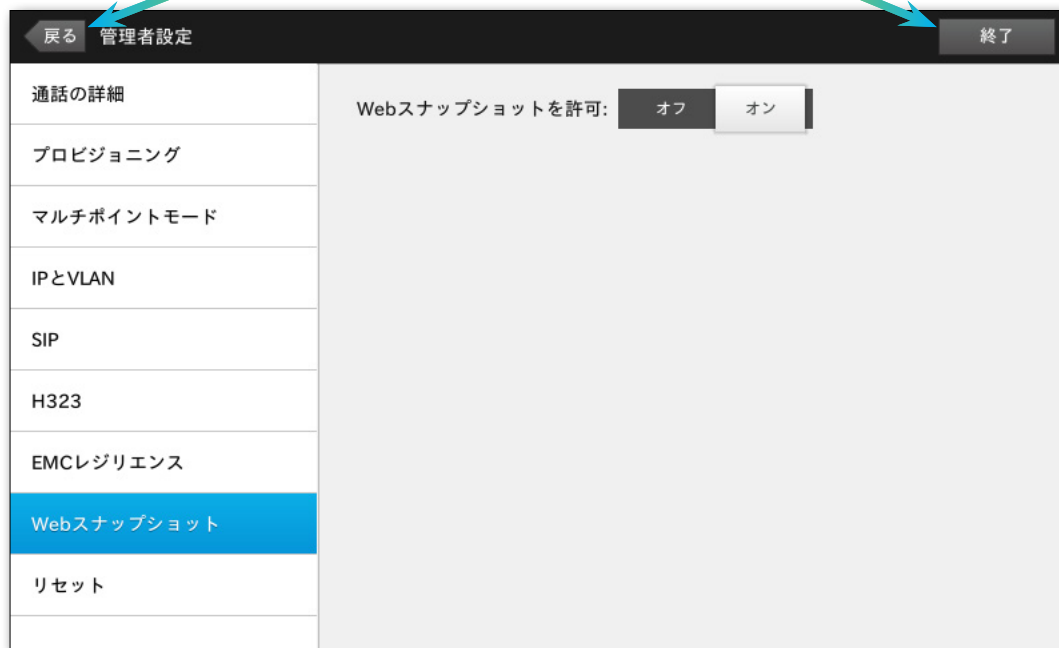 戻る 管理者設定 終了
通話の詳細
Webスナップショットを許可: オフ オン
プロビジョニング
マルチポイントモード
IPとVLAN
SIP
H323
EMCレジリエンス
Webスナップショット
リセット